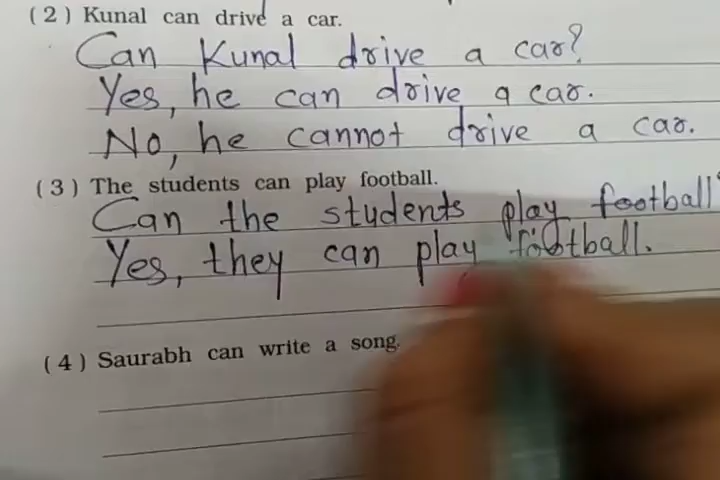 (2) Kunal can drive a car.
Can Kunal drive a car?
Yes, he can drive a car.
No, he cannot drive a car.
(3) The students can play football.
Can the students play football
Yes, they can play football.
(4) Saurabh can write a song.